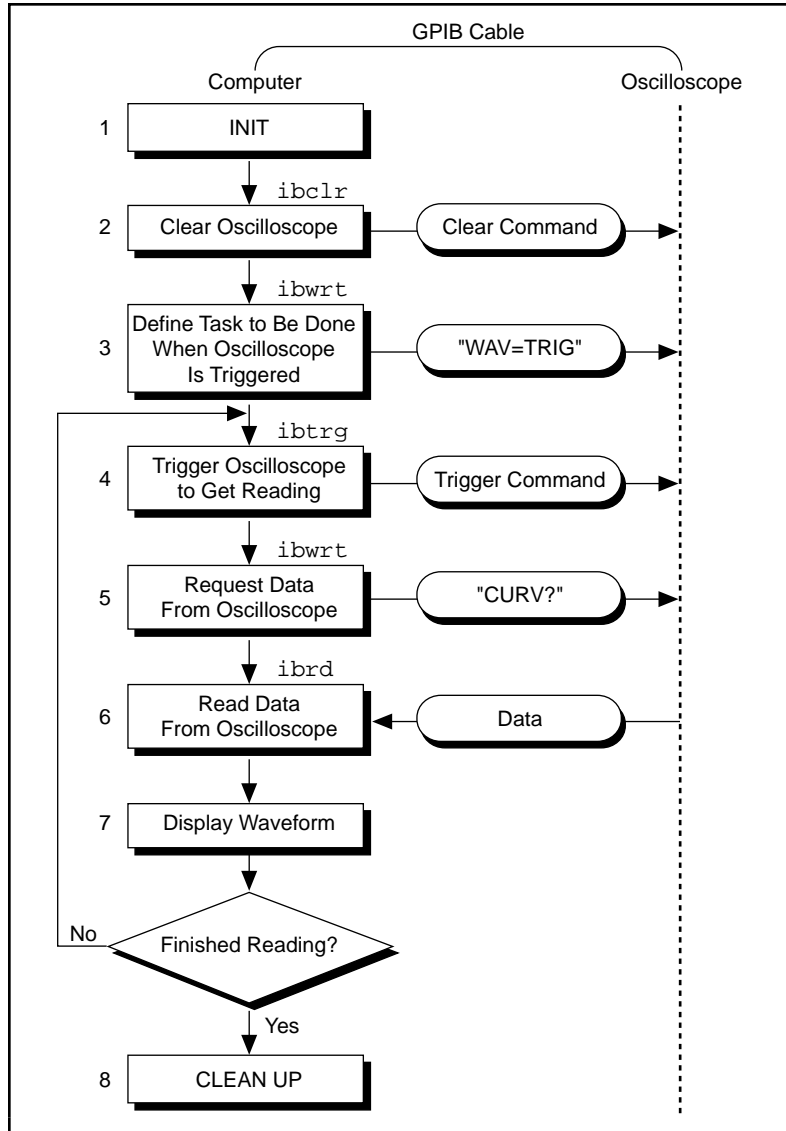 GPIB Cable
Computer
Oscilloscope
1
INIT
ibclr
2
Clear Oscilloscope
Clear Command
ibwrt
3
Define Task to Be Done
When Oscilloscope
Is Triggered
"WAV=TRIG"
ibtrg
4
Trigger Oscilloscope
to Get Reading
Trigger Command
ibwrt
5
Request Data
From Oscilloscope
"CURV?"
ibrd
6
Read Data
From Oscilloscope
Data
7
Display Waveform
No
Finished Reading?
Yes
8
CLEAN UP